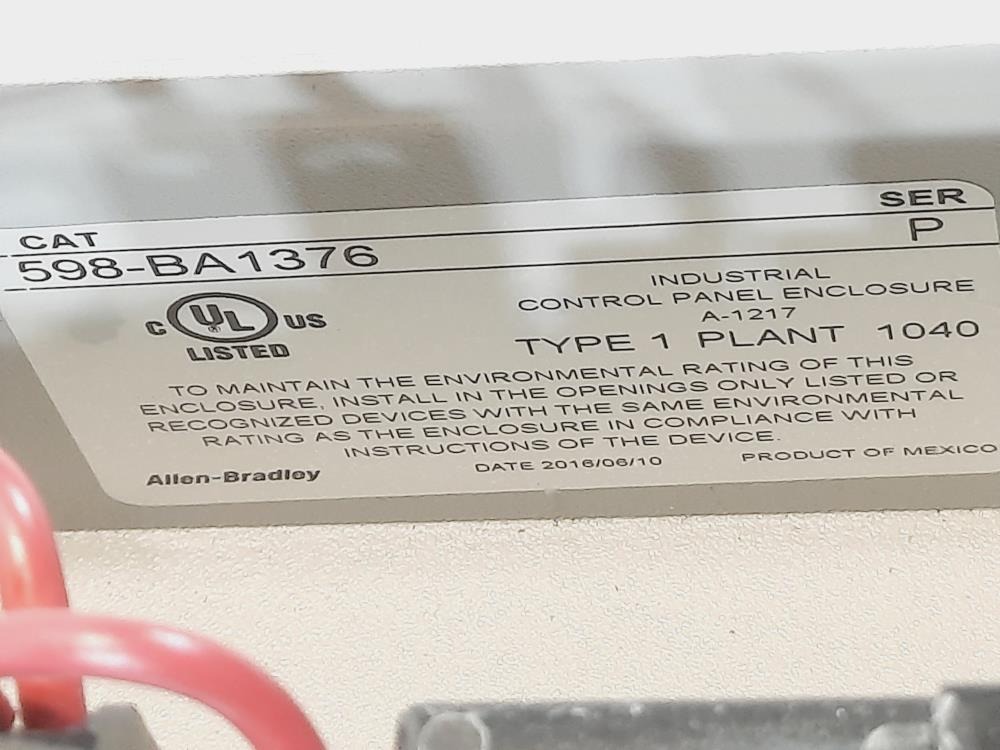 CAT
SER
598-BA1376
P
C UL ® US
LISTED
INDUSTRIAL
CONTROL PANEL ENCLOSURE
A-1217
TYPE 1 PLANT 1040
TO MAINTAIN THE ENVIRONMENTAL RATING OF THIS
ENCLOSURE, INSTALL IN THE OPENINGS ONLY LISTED OR
RECOGNIZED DEVICES WITH THE SAME ENVIRONMENTAL
RATING AS THE ENCLOSURE IN COMPLIANCE WITH
INSTRUCTIONS OF THE DEVICE.
Allen-Bradley
DATE 2016/06/10
PRODUCT OF MEXICO